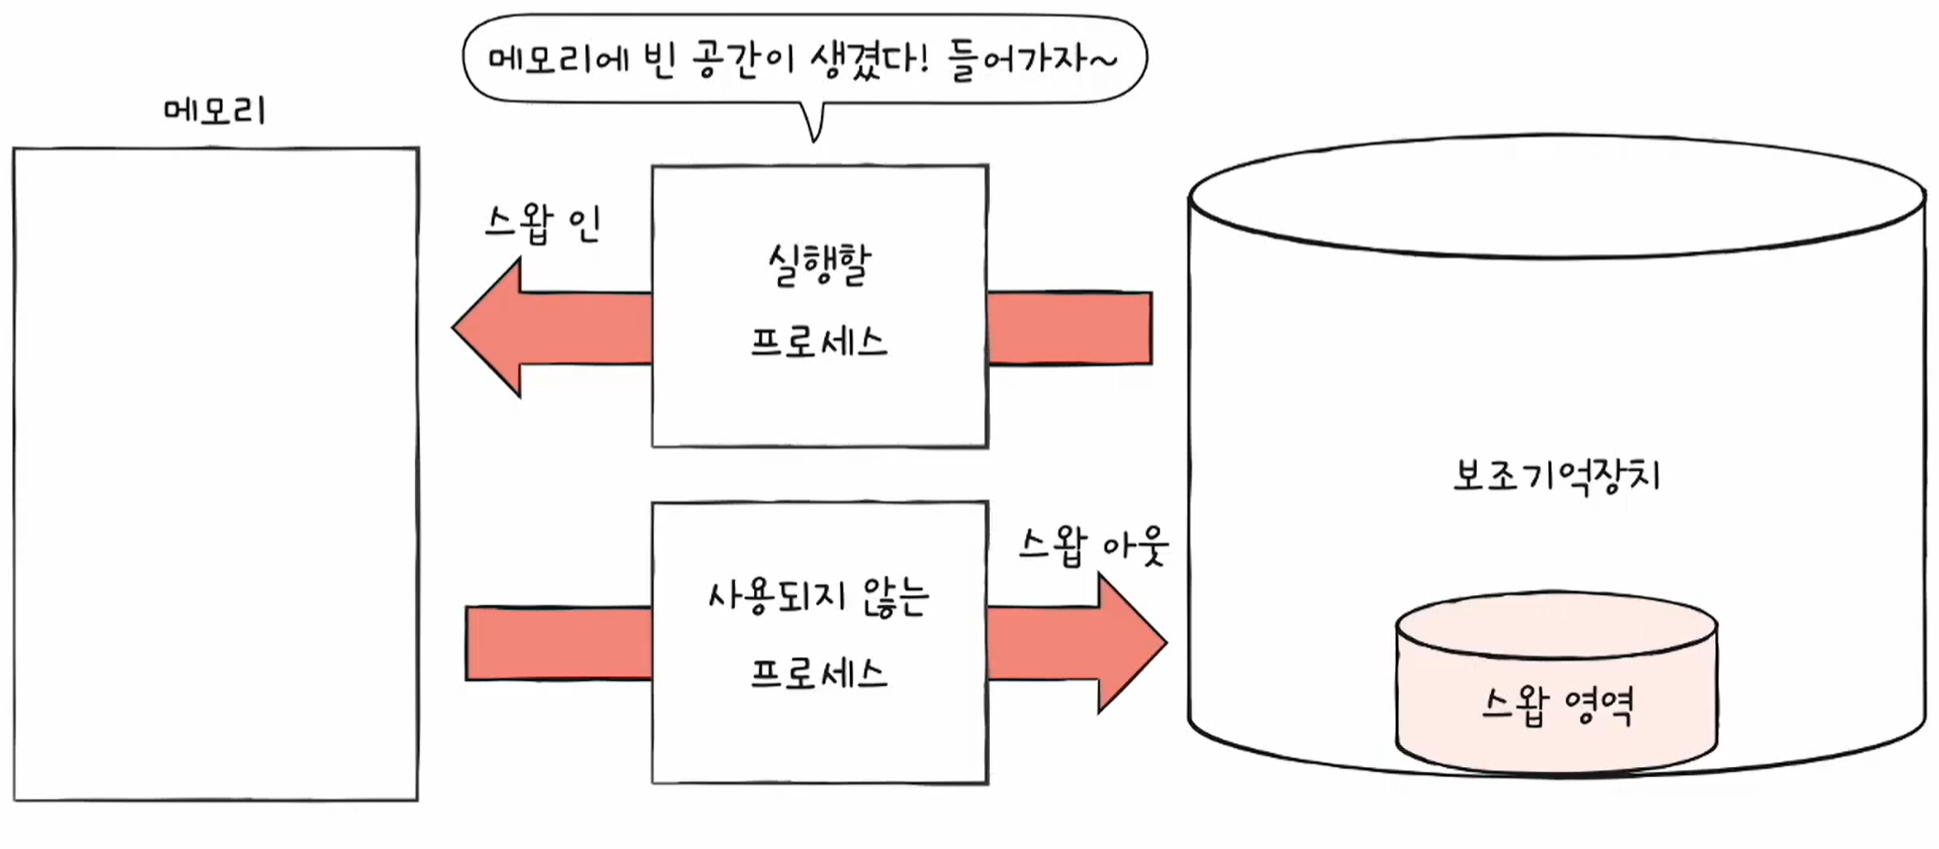 메모리에 빈 공간이 생겼다! 들어가자~
메모리
스왑 인
실행할
프로세스
보조기억장치
스왑 아웃
사용되지 않는
프로세스
스왑 영역